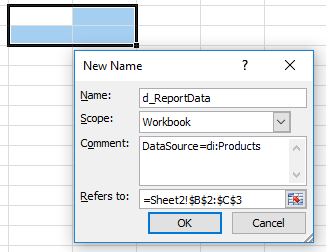 New Name
Name: d_ReportData
Scope: Workbook
Comment: DataSource=di:Products
Refers to: =Sheet2!$B$2:$C$3
OK Cancel